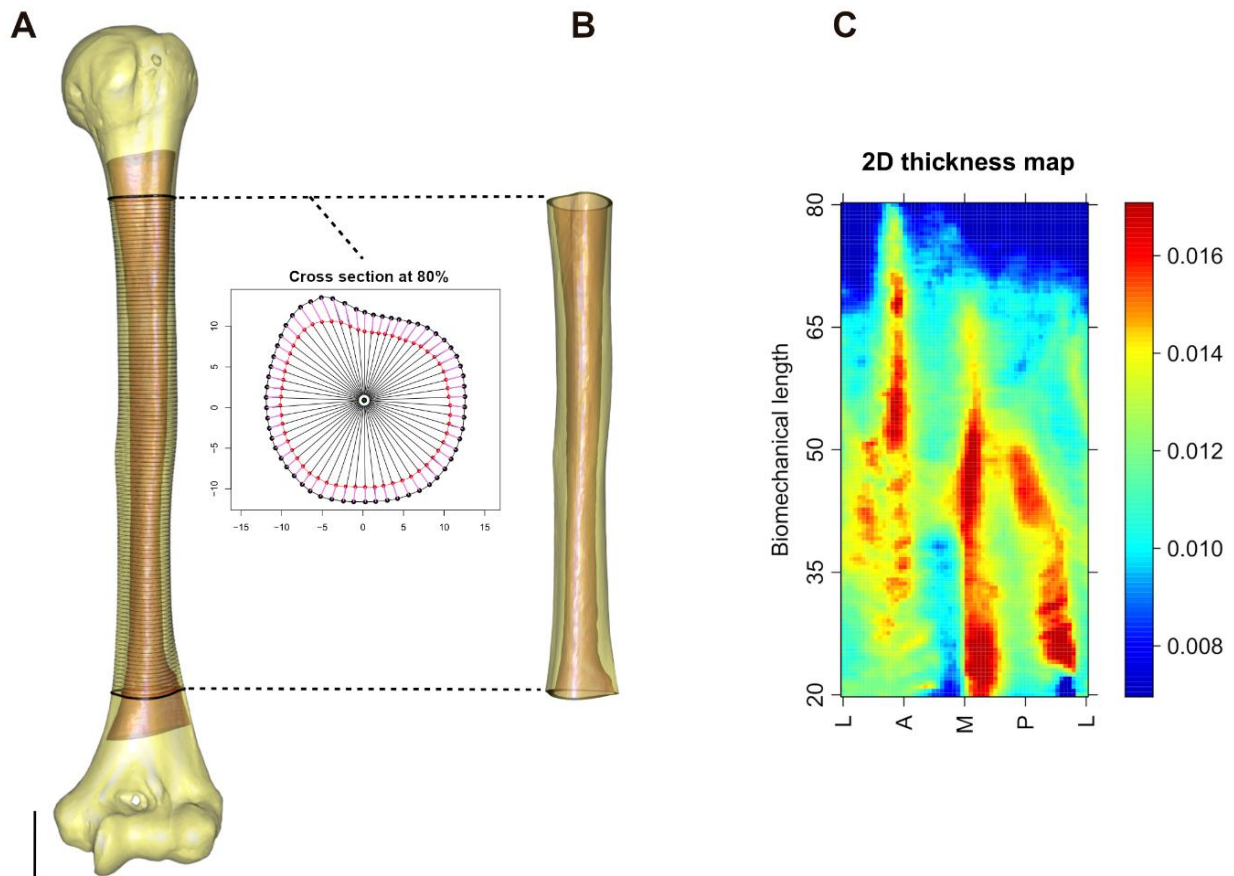 A
B
C
2D thickness map
Cross section at 80%
10
5
0
−5
−10
−15
−10
−5
0
5
10
15
Biomechanical length
80
65
50
35
20
L
A
M
P
L
0.016
0.014
0.012
0.010
0.008